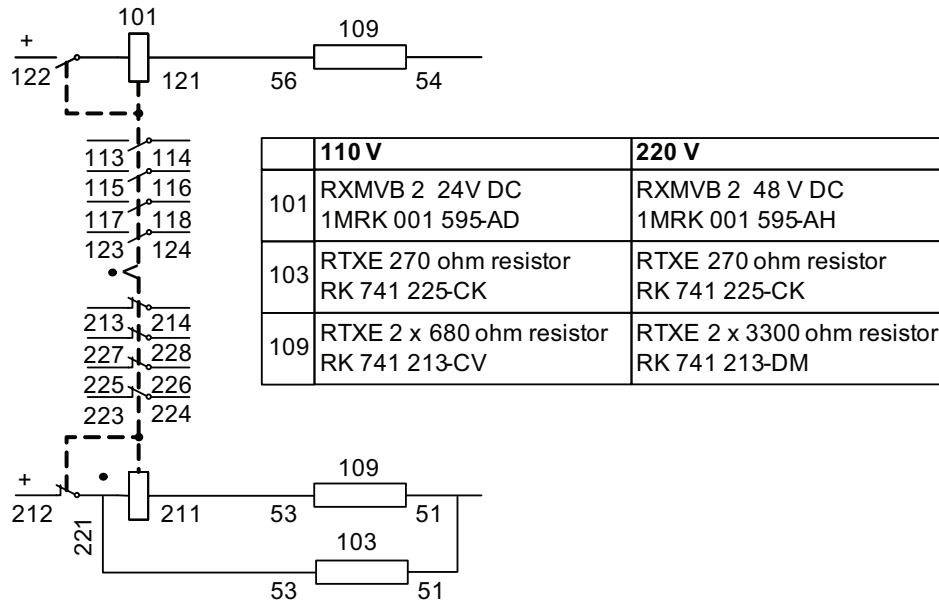 101
109
+
122
121
56
54
113
114
115
116
117
118
123
124
110 V
220 V
101
RXMVB 2 24V DC
1MRK 001 595-AD
RXMVB 2 48 V DC
1MRK 001 595-AH
103
RTXE 270 ohm resistor
RK 741 225-CK
RTXE 270 ohm resistor
RK 741 225-CK
109
RTXE 2 x 680 ohm resistor
RK 741 213-CV
RTXE 2 x 3300 ohm resistor
RK 741 213-DM
213
214
227
228
225
226
223
224
+
109
212
221
211
53
51
103
53
51